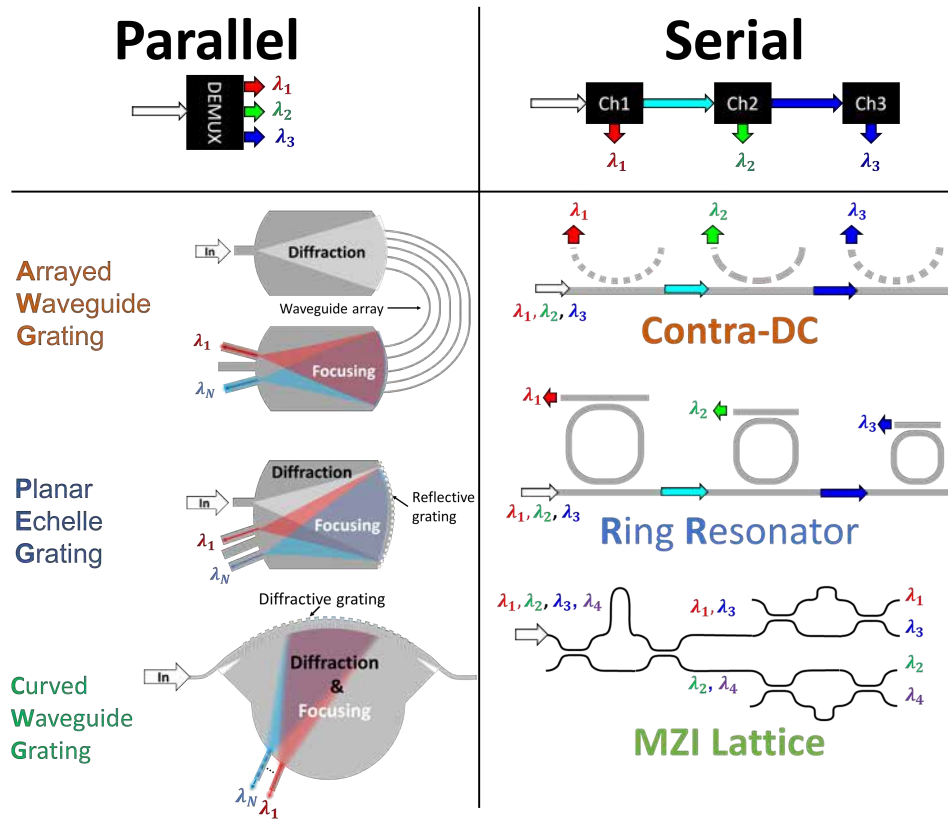 Parallel
Serial
DEMUX
λ1
λ2
λ3
Ch1
Ch2
Ch3
λ1
λ2
λ3
Arrayed
Waveguide
Grating
In
Diffraction
Waveguide array
λ1
Focusing
λN
Planar
Echelle
Grating
Diffraction
In
Reflective
grating
Focusing
λ1
λN
Curved
Waveguide
Grating
Diffractive grating
In
Diffraction
&
Focusing
λN
...
λ1
λ1
λ2
λ3
λ1, λ2, λ3
Contra-DC
λ1
λ2
λ3
λ1, λ2, λ3
Ring Resonator
λ1, λ2, λ3, λ4
λ1, λ3
λ1
λ3
λ2
λ2, λ4
λ4
MZI Lattice